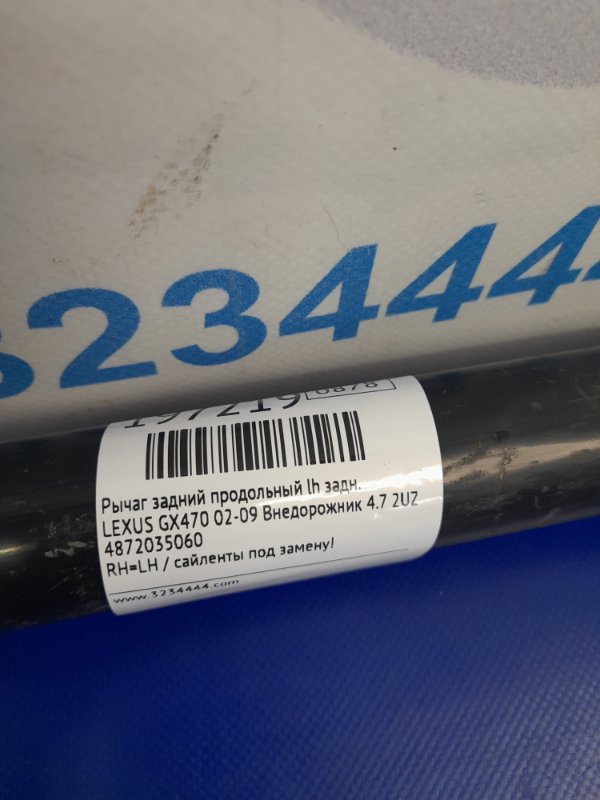 3234444
197219 0878
Рычаг задний продольный lh задн.
LEXUS GX470 02-09 Внедорожник 4.7 2UZ
4872035060
RH=LH / сайленты под замену!
www.3234444.com